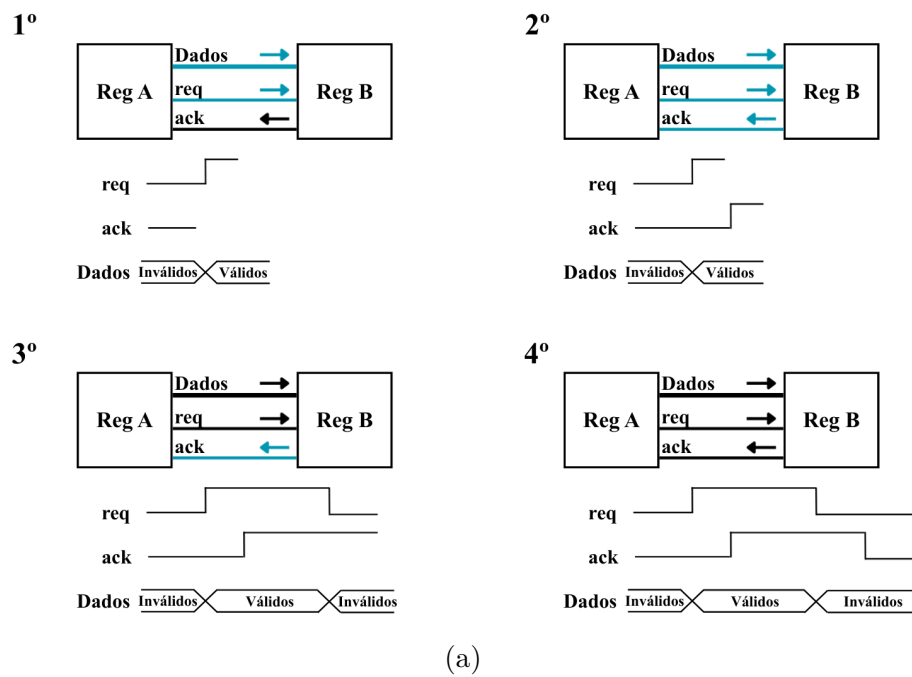 1º
Dados
Reg A
req
Reg B
ack
req
ack
Dados Inválidos Válidos
2º
Dados
Reg A
req
Reg B
ack
req
ack
Dados Inválidos Válidos
3º
Dados
Reg A
req
Reg B
ack
req
ack
Dados Inválidos Válidos Inválidos
4º
Dados
Reg A
req
Reg B
ack
req
ack
Dados Inválidos Válidos Inválidos
(a)